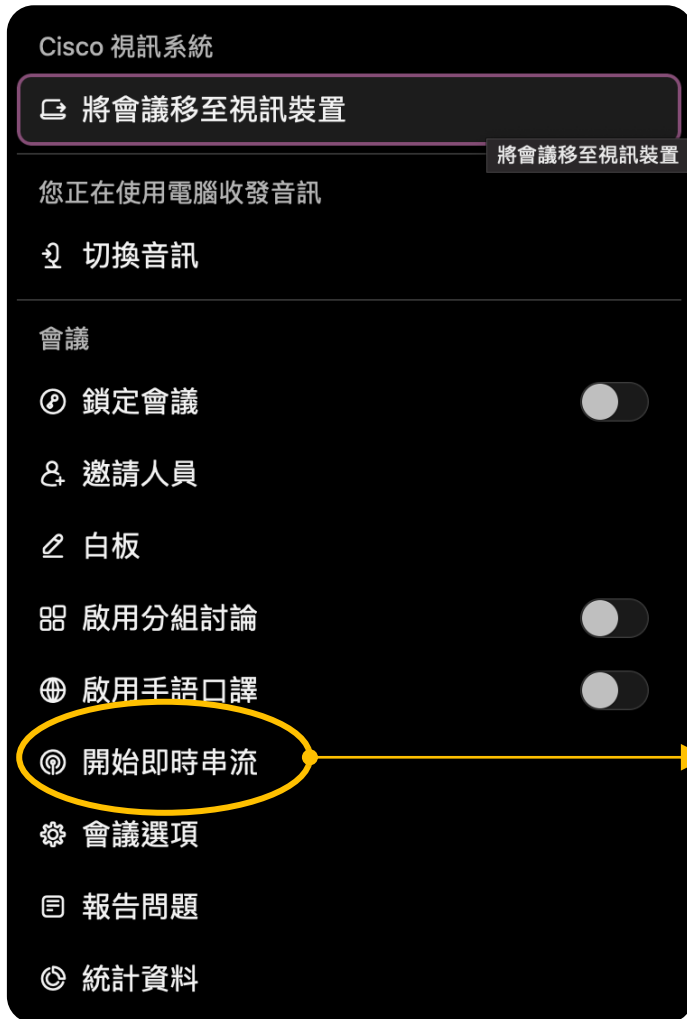 Cisco 視訊系統
將會議移至視訊裝置
將會議移至視訊裝置
您正在使用電腦收發音訊
切換音訊
會議
鎖定會議
邀請人員
白板
啟用分組討論
啟用手語口譯
開始即時串流
會議選項
報告問題
統計資料